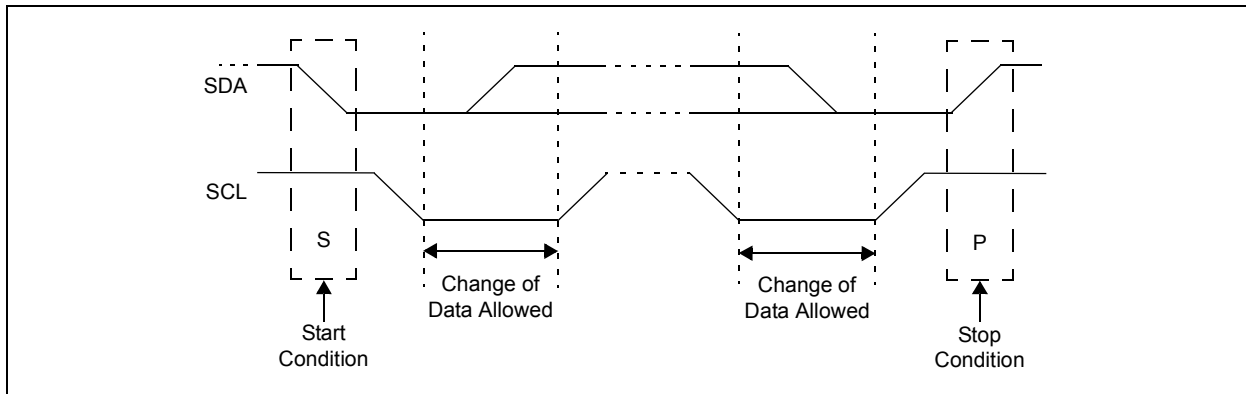 SDA
SCL
S
P
Change of
Data Allowed
Change of
Data Allowed
Start
Condition
Stop
Condition